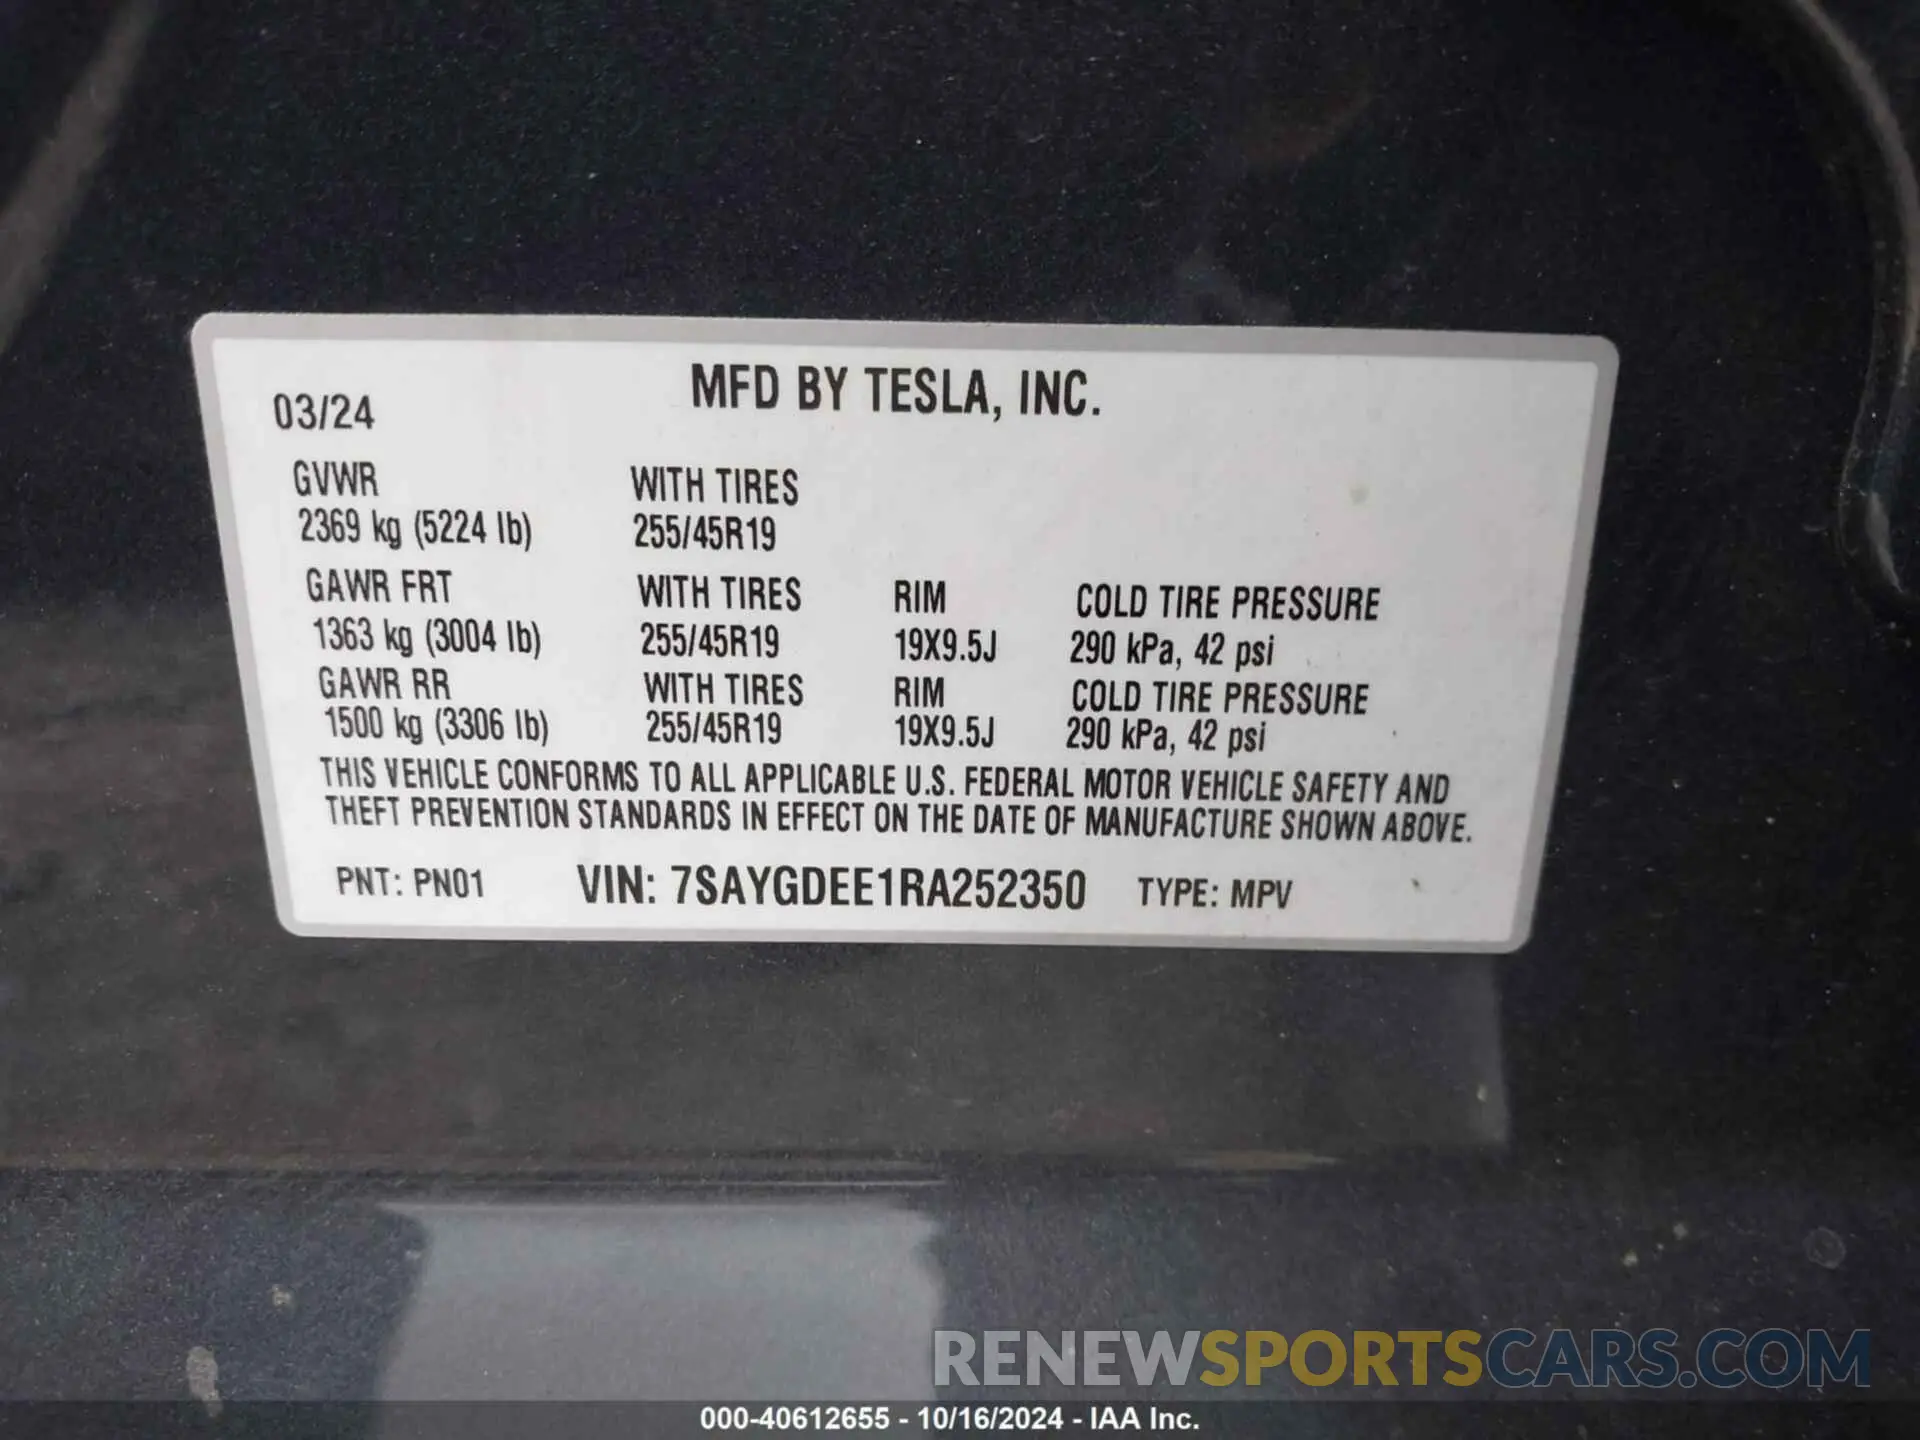 MFD BY TESLA, INC.
03/24
GVWR WITH TIRES
2369 kg (5224 lb) 255/45R19
GAWR FRT WITH TIRES RIM COLD TIRE PRESSURE
1363 kg (3004 lb) 255/45R19 19X9.5J 290 kPa, 42 psi
GAWR RR WITH TIRES RIM COLD TIRE PRESSURE
1500 kg (3306 lb) 255/45R19 19X9.5J 290 kPa, 42 psi
THIS VEHICLE CONFORMS TO ALL APPLICABLE U.S. FEDERAL MOTOR VEHICLE SAFETY AND
THEFT PREVENTION STANDARDS IN EFFECT ON THE DATE OF MANUFACTURE SHOWN ABOVE.
PNT: PN01 VIN: 7SAYGDEE1RA252350 TYPE: MPV
RENEWSPORTSCARS.COM
000-40612655 - 10/16/2024 - IAA Inc.